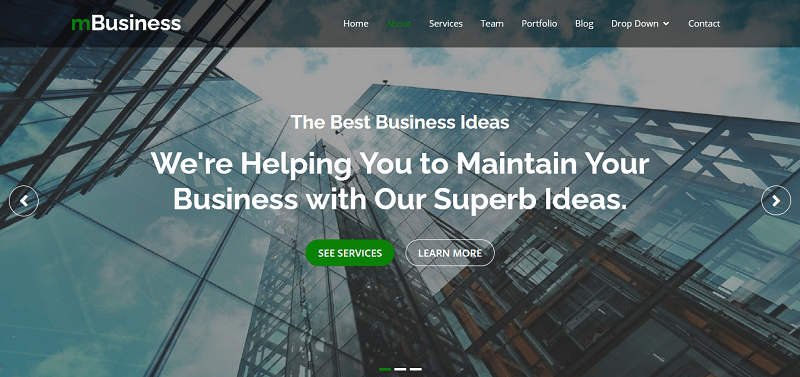 mBusiness
Home About Services Team Portfolio Blog Drop Down Contact
The Best Business Ideas
We're Helping You to Maintain Your
Business with Our Superb Ideas.
SEE SERVICES LEARN MORE